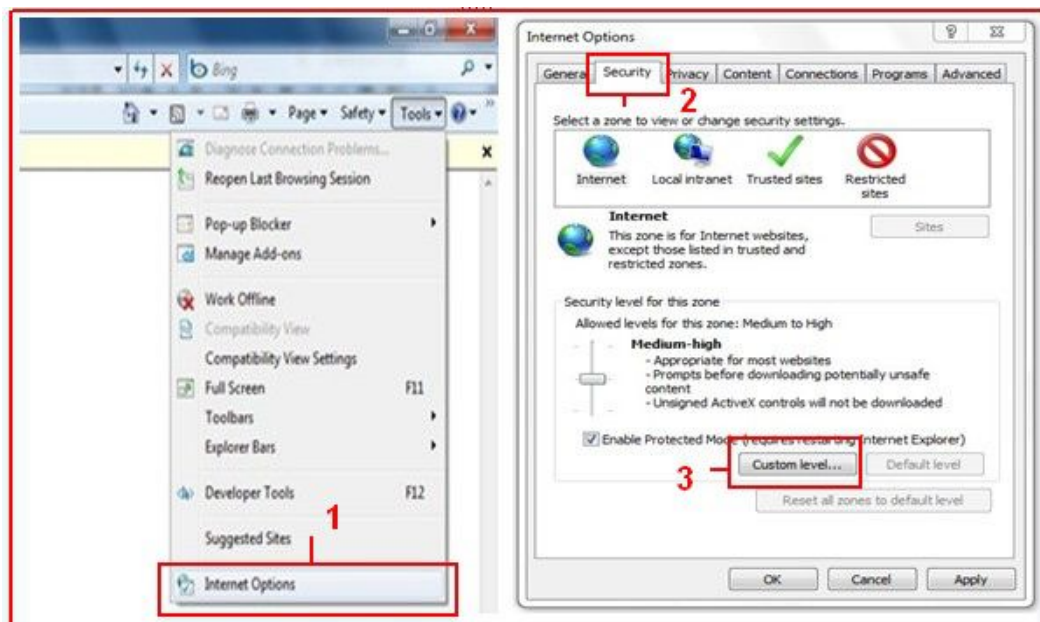 Bing
Page Safety Tools
Diagnose Connection Problems...
Reopen Last Browsing Session
Pop-up Blocker
Manage Add-ons
Work Offline
Compatibility View
Compatibility View Settings
Full Screen F11
Toolbars
Explorer Bars
Developer Tools F12
Suggested Sites
1
Internet Options
Internet Options
General Security Privacy Content Connections Programs Advanced
2
Select a zone to view or change security settings.
Internet Local intranet Trusted sites Restricted
sites
Internet
Sites
This zone is for Internet websites,
except those listed in trusted and
restricted zones.
Security level for this zone
Allowed levels for this zone: Medium to High
Medium-high
- Appropriate for most websites
- Prompts before downloading potentially unsafe
content
- Unsigned ActiveX controls will not be downloaded
Enable Protected Mode (requires restarting Internet Explorer)
3
Custom level... Default level
Reset all zones to default level
OK Cancel Apply